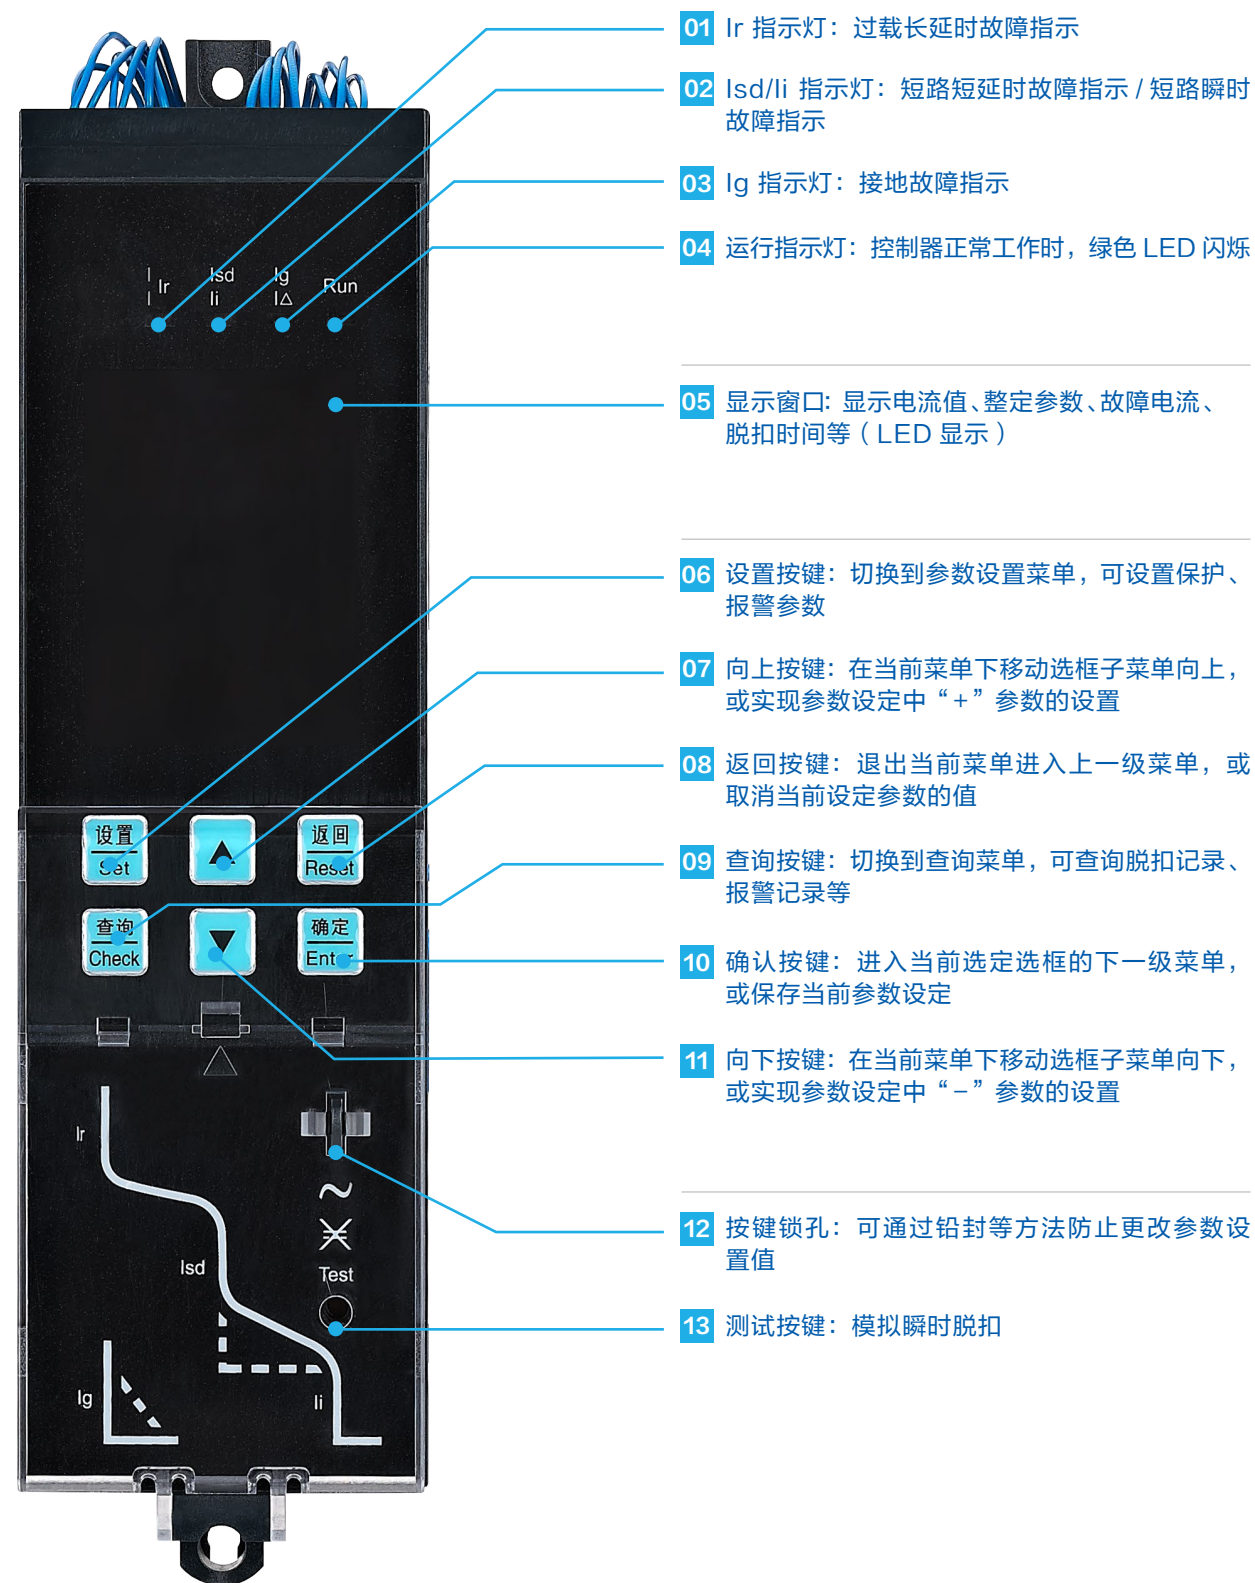 01 Ir 指示灯：过载长延时故障指示
02 Isd/Ii 指示灯：短路短延时故障指示 / 短路瞬时
故障指示
03 Ig 指示灯：接地故障指示
04 运行指示灯：控制器正常工作时，绿色 LED 闪烁
Ir
Isd
Ii
Ig
I△
Run
05 显示窗口：显示电流值、整定参数、故障电流、
脱扣时间等（LED 显示）
06 设置按键：切换到参数设置菜单，可设置保护、
报警参数
07 向上按键：在当前菜单下移动选框子菜单向上，
或实现参数设定中“+”参数的设置
08 返回按键：退出当前菜单进入上一级菜单，或
取消当前设定参数的值
设置
Set
▲
返回
Reset
09 查询按键：切换到查询菜单，可查询脱扣记录、
报警记录等
查询
Check
▼
确定
Enter
10 确认按键：进入当前选定选框的下一级菜单，
或保存当前参数设定
11 向下按键：在当前菜单下移动选框子菜单向下，
或实现参数设定中“-”参数的设置
Ir
12 按键锁孔：可通过铅封等方法防止更改参数设
置值
Isd
Test
13 测试按键：模拟瞬时脱扣
Ig
Ii